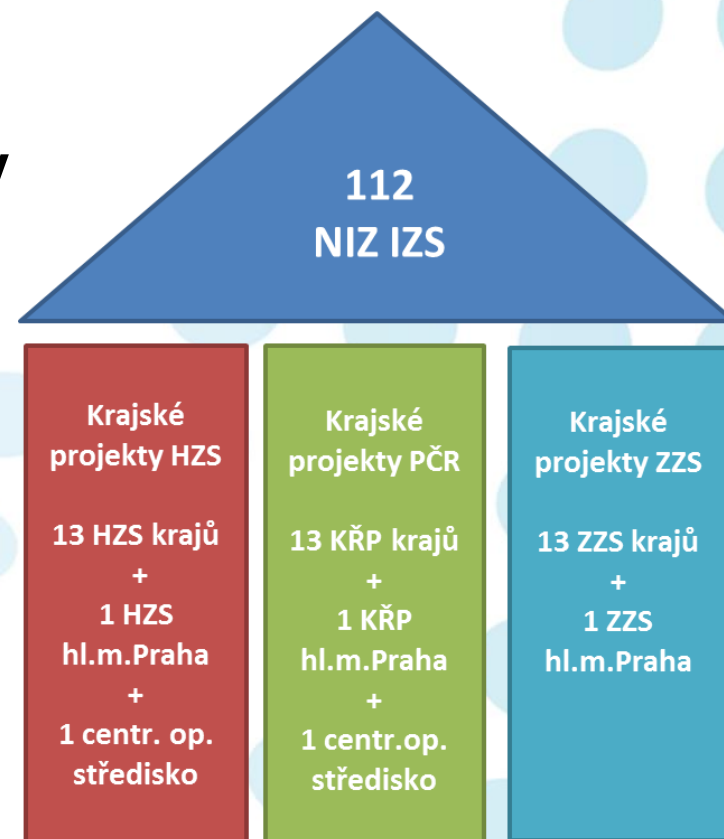 112
NIZ IZS
Krajské
projekty HZS
13 HZS krajů
+
1 HZS
hl.m.Praha
+
1 centr. op.
středisko
Krajské
projekty PČR
13 KŘP krajů
+
1 KŘP
hl.m.Praha
+
1 centr.op.
středisko
Krajské
projekty ZZS
13 ZZS krajů
+
1 ZZS
hl.m.Praha